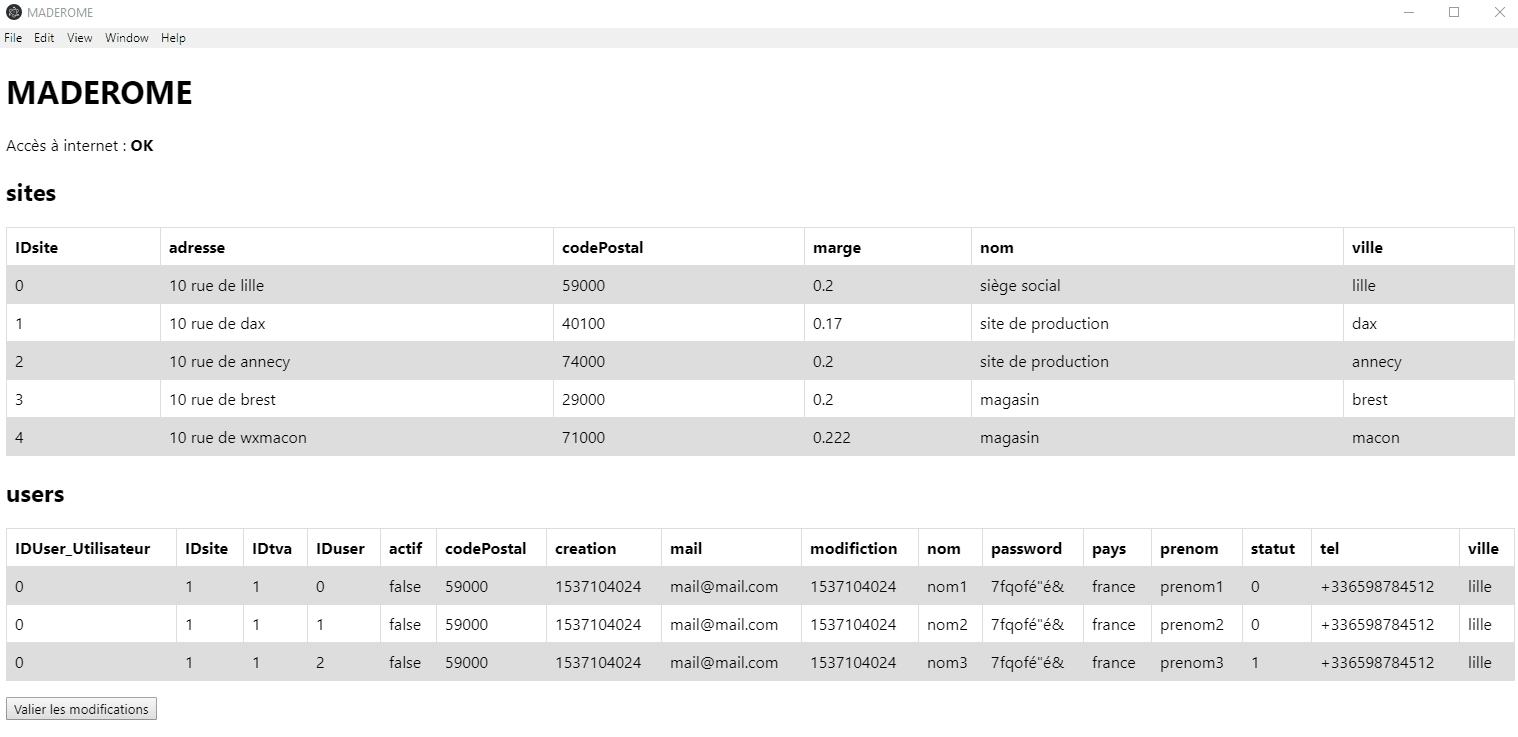 MADEROME
File Edit View Window Help
MADEROME
Accès à internet : OK
sites
IDsite adresse codePostal marge nom ville
0 10 rue de lille 59000 0.2 siège social lille
1 10 rue de dax 40100 0.17 site de production dax
2 10 rue de annecy 74000 0.2 site de production annecy
3 10 rue de brest 29000 0.2 magasin brest
4 10 rue de wxmacon 71000 0.222 magasin macon
users
IDUser_Utilisateur IDsite IDtva IDuser actif codePostal creation mail modifiction nom password pays prenom statut tel ville
0 1 1 0 false 59000 1537104024 mail@mail.com 1537104024 nom1 7fqofé"é& france prenom1 0 +336598784512 lille
0 1 1 1 false 59000 1537104024 mail@mail.com 1537104024 nom2 7fqofé"é& france prenom2 0 +336598784512 lille
0 1 1 2 false 59000 1537104024 mail@mail.com 1537104024 nom3 7fqofé"é& france prenom3 1 +336598784512 lille
Valier les modifications